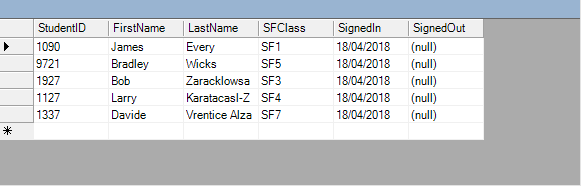 StudentID FirstName LastName SFClass SignedIn SignedOut
1090 James Every SF1 18/04/2018 (null)
9721 Bradley Wicks SF5 18/04/2018 (null)
1927 Bob Zaracklowsa SF3 18/04/2018 (null)
1127 Larry Karatacasl-Z SF4 18/04/2018 (null)
1337 Davide Vrentice Alza SF7 18/04/2018 (null)